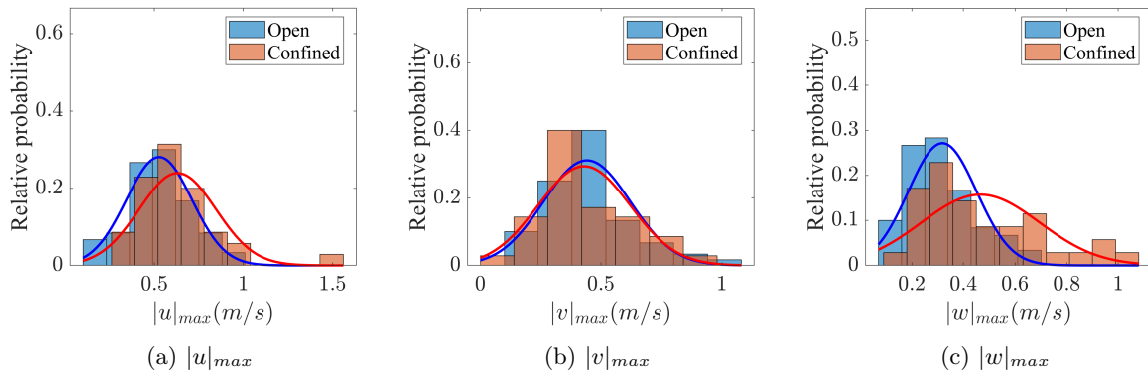 Relative probability
0.6
0.4
0.2
0
0
0.5
1
1.5
Open
Confined
|u|max(m/s)
(a) |u|max
Relative probability
0.6
0.4
0.2
0
0
0.5
1
Open
Confined
|v|max(m/s)
(b) |v|max
Relative probability
0.5
0.4
0.3
0.2
0.1
0
0.2
0.4
0.6
0.8
1
Open
Confined
|w|max(m/s)
(c) |w|max